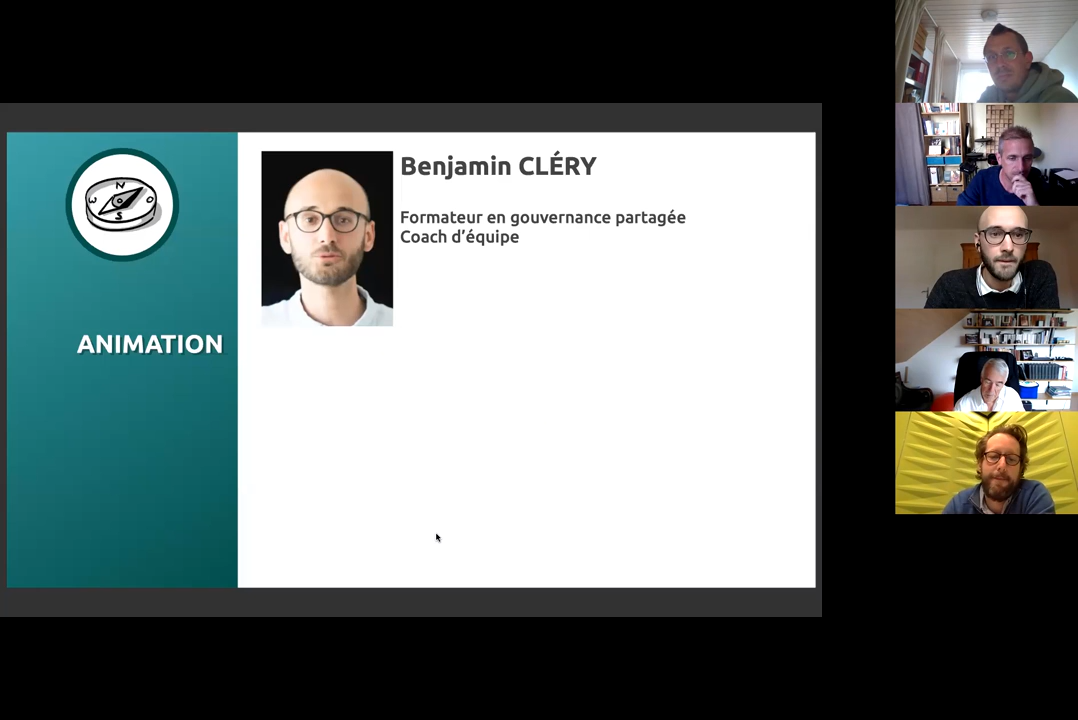 Benjamin CLÉRY
Formateur en gouvernance partagée
Coach d'équipe
N
W
O
S
ANIMATION